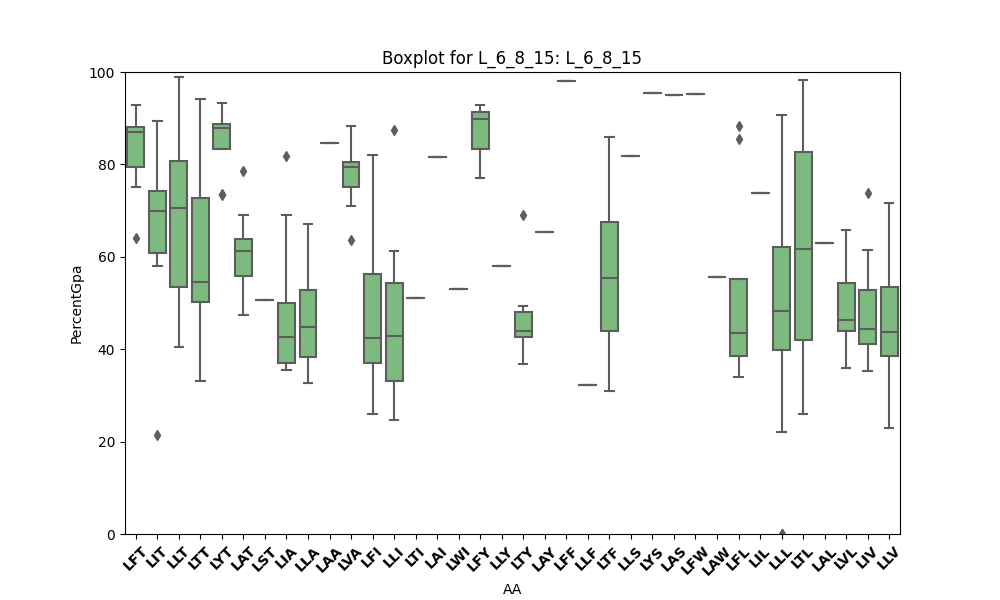 Boxplot for L_6_8_15: L_6_8_15
PercentGpa
100
80
60
40
20
0
LFT LIT LLT LTT LYT LAT LST LIA LLA LAA LVA LFI LLI LTI LAI LWI LFY LLY LTY LAY LFF LLF LTF LLS LYS LAS LFW LAW LFL LIL LLL LTL LAL LVL LIV LLV
AA